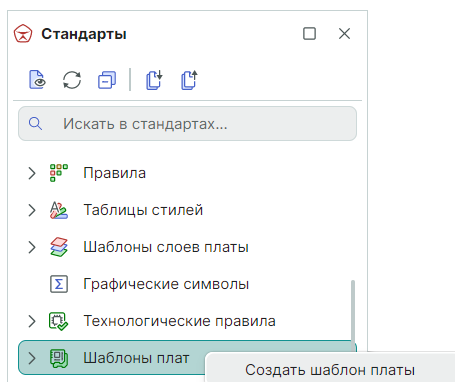 Стандарты
Искать в стандартах...
Правила
Таблицы стилей
Шаблоны слоев платы
Графические символы
Технологические правила
Шаблоны плат
Создать шаблон платы